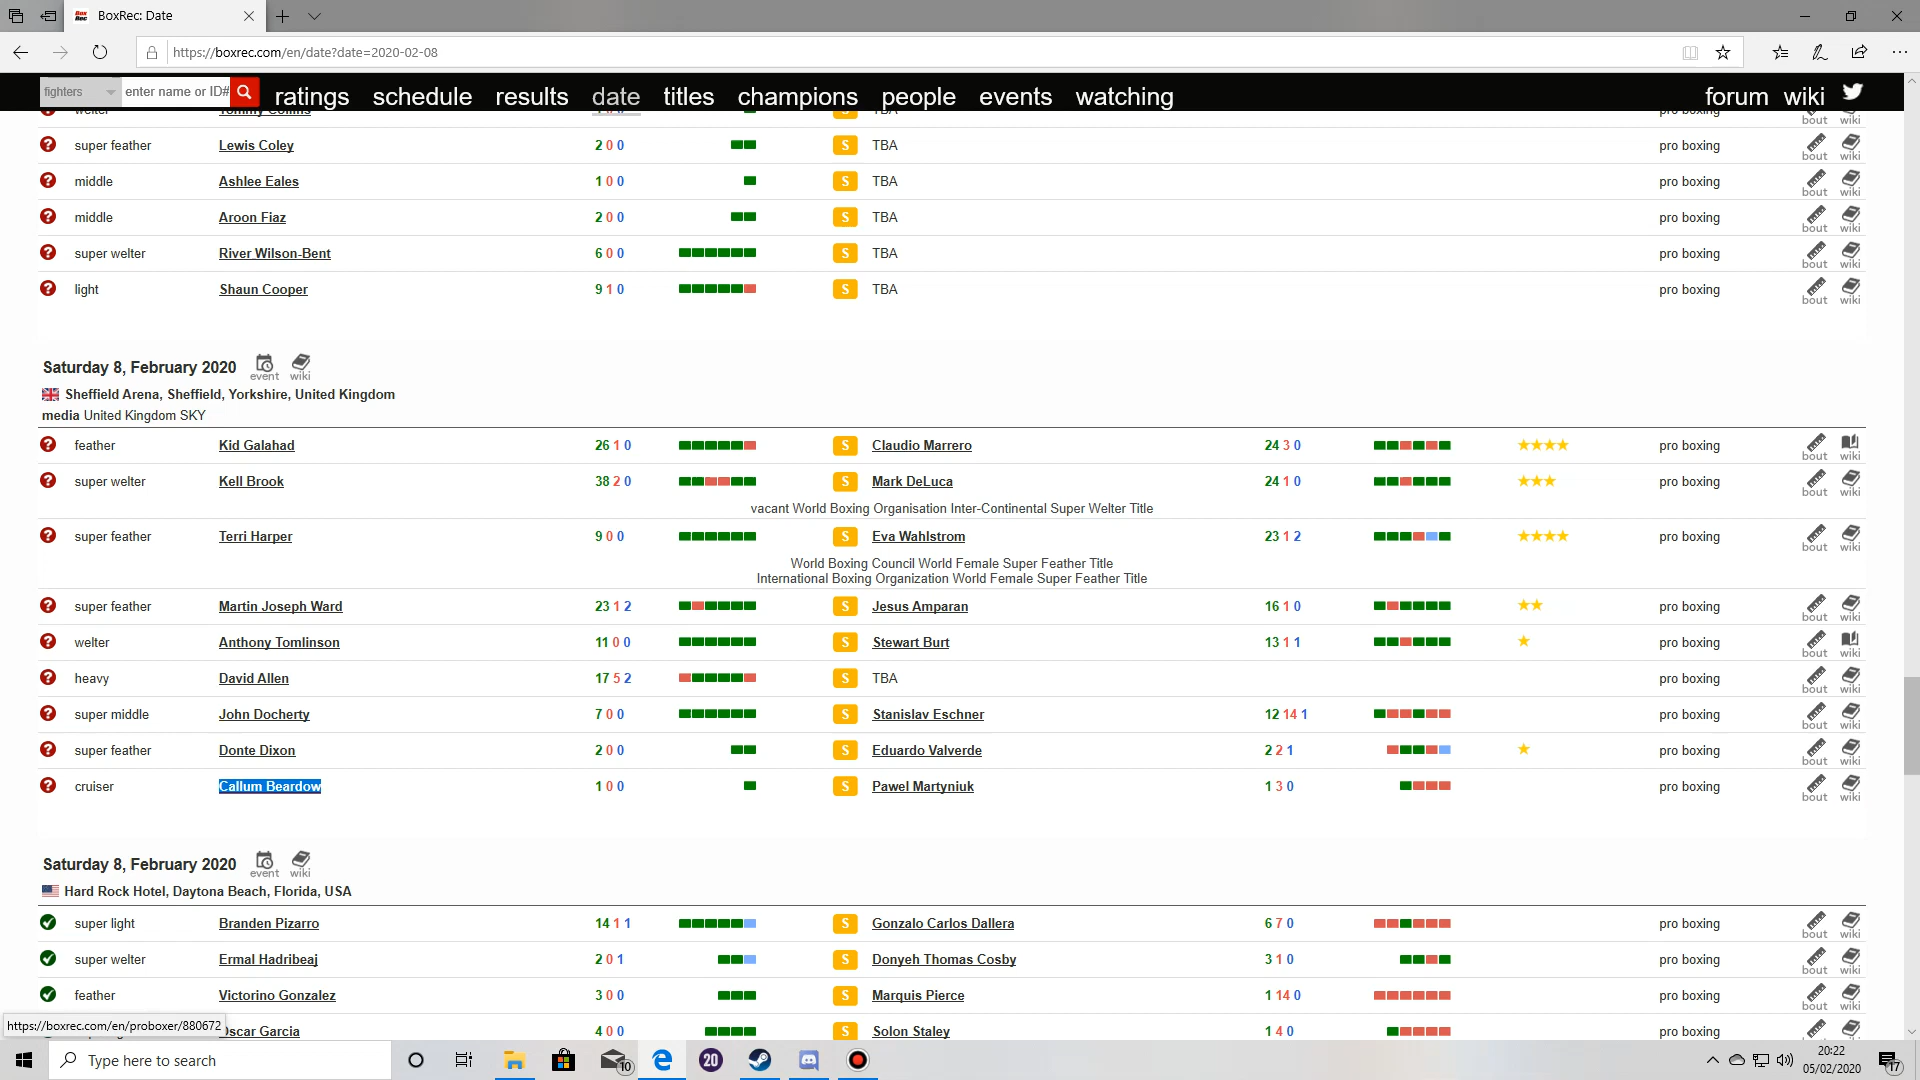 BoxRec: Date
https://boxrec.com/en/date?date=2020-02-08
fighters enter name or ID# ratings schedule results date titles champions people events watching forum wiki
welter Tommy Collins TBA pro boxing bout wiki
super feather Lewis Coley 2 0 0 S TBA pro boxing bout wiki
middle Ashlee Eales 1 0 0 S TBA pro boxing bout wiki
middle Aroon Fiaz 2 0 0 S TBA pro boxing bout wiki
super welter River Wilson-Bent 6 0 0 S TBA pro boxing bout wiki
light Shaun Cooper 9 1 0 S TBA pro boxing bout wiki
Saturday 8, February 2020 event wiki
Sheffield Arena, Sheffield, Yorkshire, United Kingdom
media United Kingdom SKY
feather Kid Galahad 26 1 0 S Claudio Marrero 24 3 0 pro boxing bout wiki
super welter Kell Brook 38 2 0 S Mark DeLuca 24 1 0 pro boxing bout wiki
vacant World Boxing Organisation Inter-Continental Super Welter Title
super feather Terri Harper 9 0 0 S Eva Wahlstrom 23 1 2 pro boxing bout wiki
World Boxing Council World Female Super Feather Title
International Boxing Organization World Female Super Feather Title
super feather Martin Joseph Ward 23 1 2 S Jesus Amparan 16 1 0 pro boxing bout wiki
welter Anthony Tomlinson 11 0 0 S Stewart Burt 13 1 1 pro boxing bout wiki
heavy David Allen 17 5 2 S TBA pro boxing bout wiki
super middle John Docherty 7 0 0 S Stanislav Eschner 12 14 1 pro boxing bout wiki
super feather Donte Dixon 2 0 0 S Eduardo Valverde 2 2 1 pro boxing bout wiki
cruiser Callum Beardow 1 0 0 S Pawel Martyniuk 1 3 0 pro boxing bout wiki
Saturday 8, February 2020 event wiki
Hard Rock Hotel, Daytona Beach, Florida, USA
super light Branden Pizarro 14 1 1 S Gonzalo Carlos Dallera 6 7 0 pro boxing bout wiki
super welter Ermal Hadribeaj 2 0 1 S Donyeh Thomas Cosby 3 1 0 pro boxing bout wiki
feather Victorino Gonzalez 3 0 0 S Marquis Pierce 1 14 0 pro boxing bout wiki
Oscar Garcia 4 0 0 S Solon Staley 1 4 0 pro boxing
https://boxrec.com/en/proboxer/880672
Type here to search 10 20 20:22
05/02/2020 17